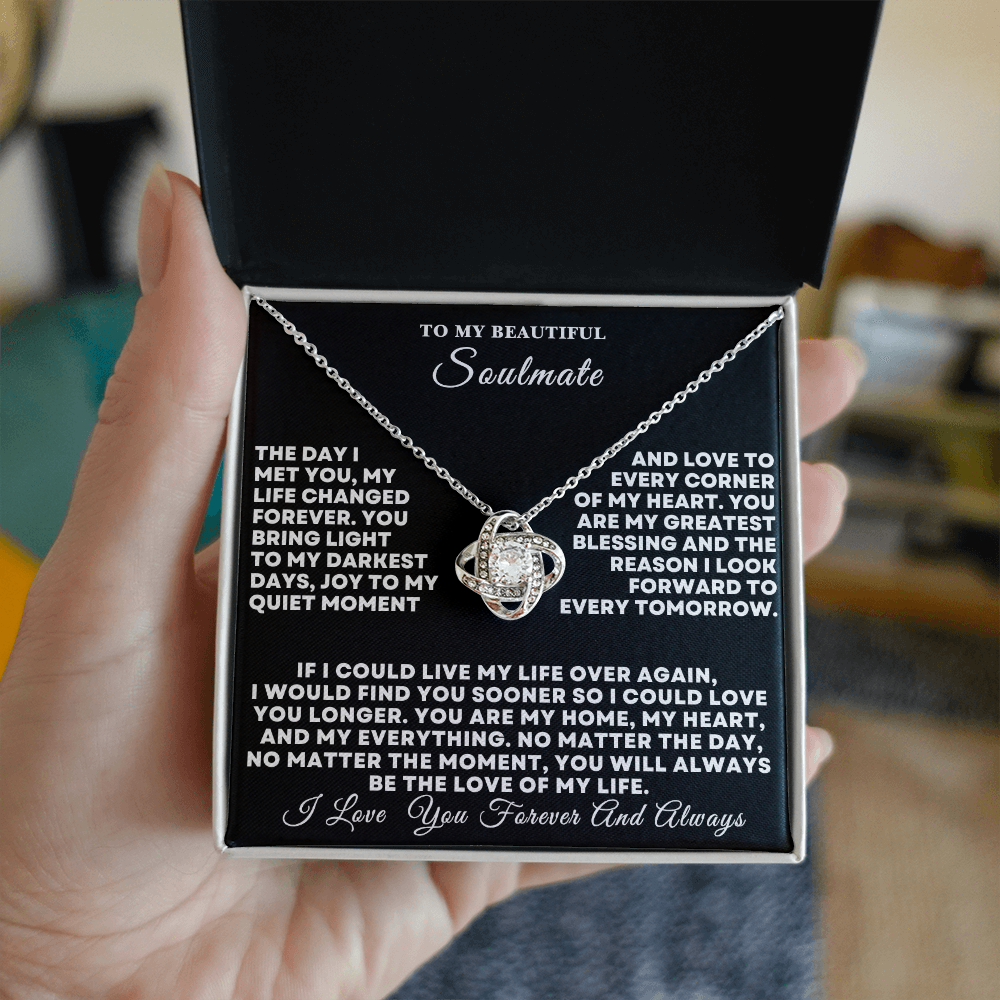 TO MY BEAUTIFUL
Soulmate
THE DAY I
MET YOU, MY
LIFE CHANGED
FOREVER. YOU
BRING LIGHT
TO MY DARKEST
DAYS, JOY TO MY
QUIET MOMENT
AND LOVE TO
EVERY CORNER
OF MY HEART. YOU
ARE MY GREATEST
BLESSING AND THE
REASON I LOOK
FORWARD TO
EVERY TOMORROW.
IF I COULD LIVE MY LIFE OVER AGAIN,
I WOULD FIND YOU SOONER SO I COULD LOVE
YOU LONGER. YOU ARE MY HOME, MY HEART,
AND MY EVERYTHING. NO MATTER THE DAY,
NO MATTER THE MOMENT, YOU WILL ALWAYS
BE THE LOVE OF MY LIFE.
I Love You Forever And Always